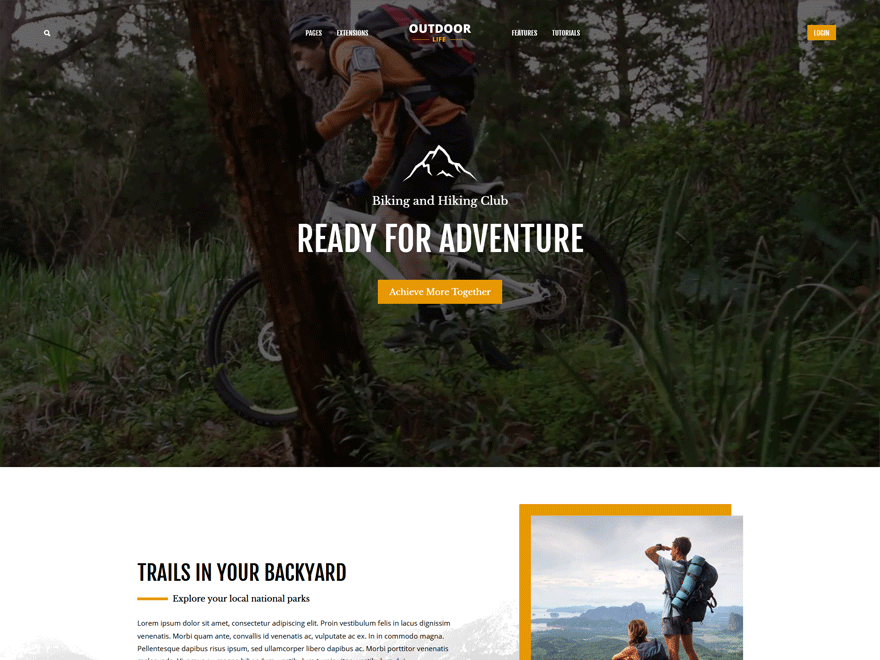 PAGES
EXTENSIONS
OUTDOOR
LIFE
FEATURES
TUTORIALS
LOGIN
Biking and Hiking Club
READY FOR ADVENTURE
Achieve More Together
TRAILS IN YOUR BACKYARD
Explore your local national parks
Lorem ipsum dolor sit amet, consectetur adipiscing elit. Proin vestibulum felis in lacus dignissim
venenatis. Morbi quam ante, convallis id venenatis ac, vulputate ac ex. In in commodo magna.
Pellentesque dapibus risus ipsum, sed ullamcorper libero dapibus ac. Morbi porttitor venenatis